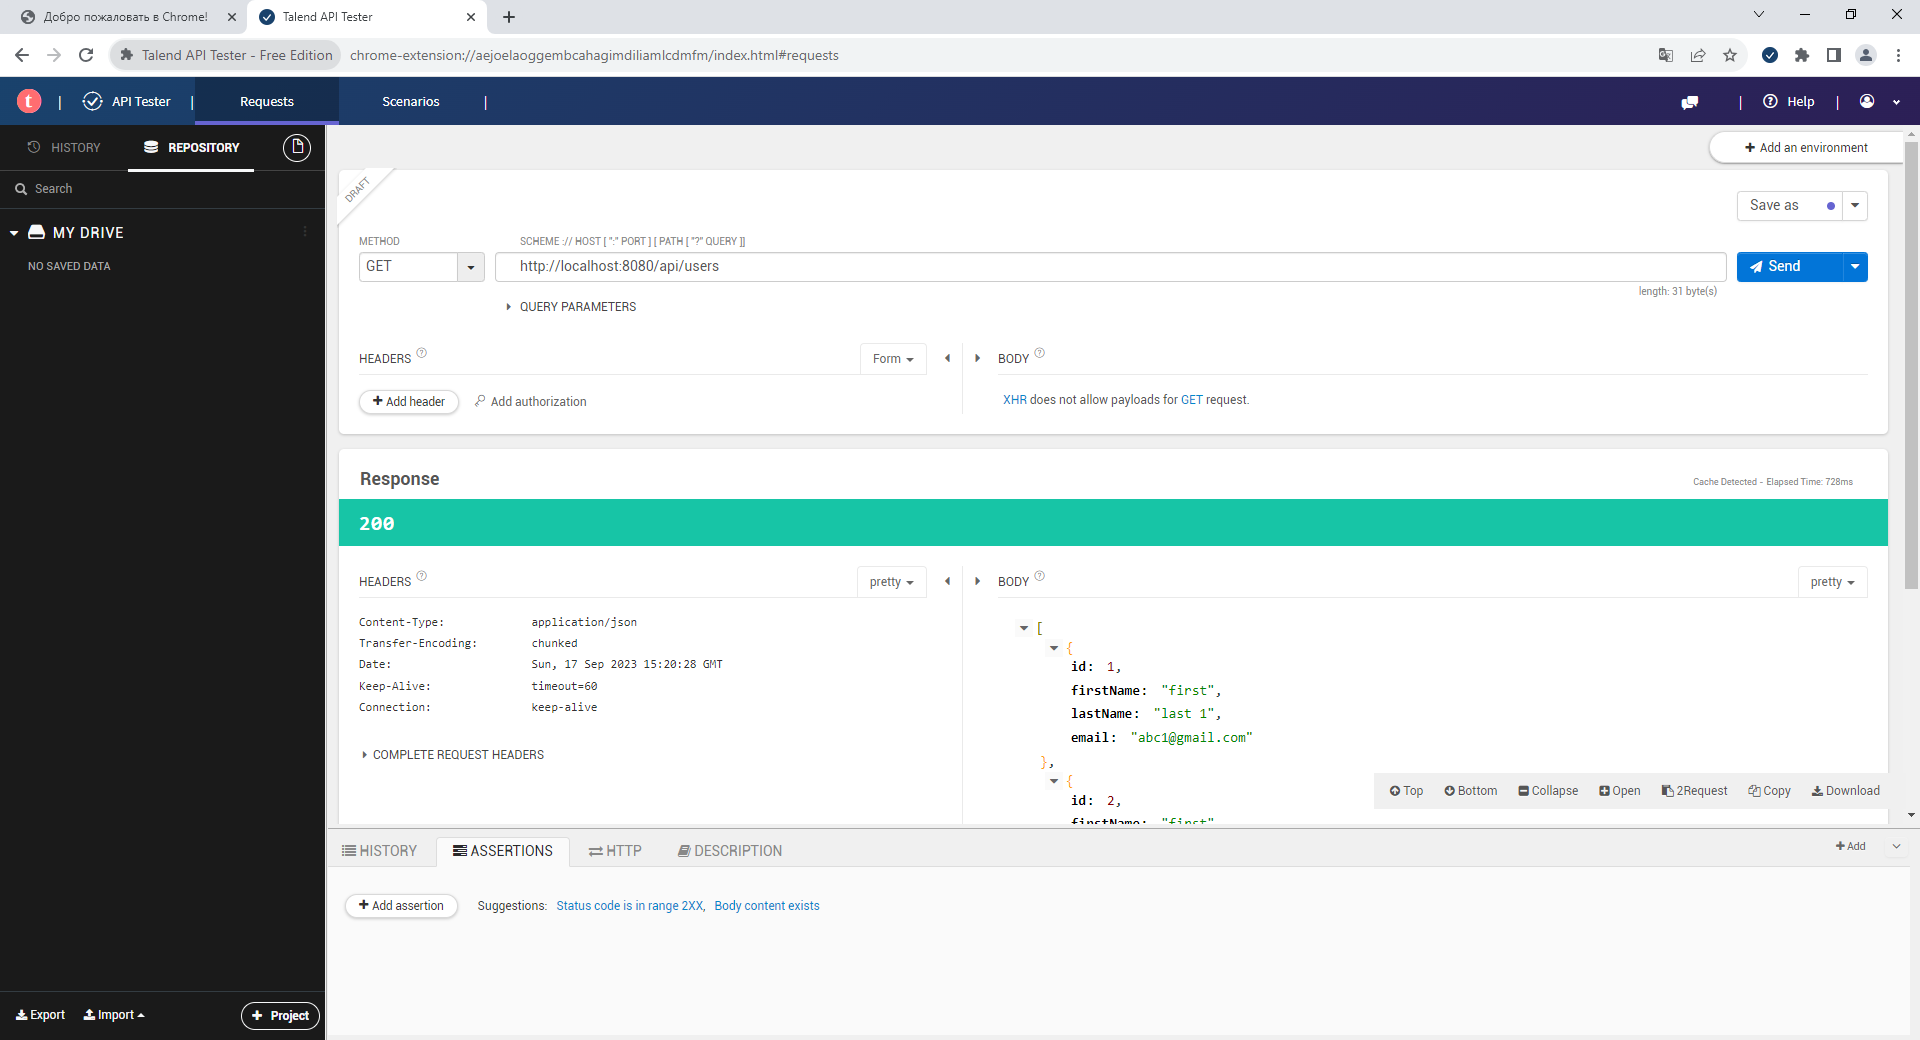 Добро пожаловать в Chrome!
Talend API Tester
Talend API Tester - Free Edition
chrome-extension://aejoelaoggembcahagimdiliamlcdmfm/index.html#requests
t | API Tester | Requests Scenarios |
| Help |
HISTORY REPOSITORY
Search
MY DRIVE
NO SAVED DATA
Export Import + Project
+ Add an environment
DRAFT
Save as
METHOD
SCHEME :// HOST [ ":" PORT ] [ PATH [ "?" QUERY ]]
GET
http://localhost:8080/api/users
Send
length: 31 byte(s)
QUERY PARAMETERS
HEADERS ?
Form
BODY ?
+ Add header
Add authorization
XHR does not allow payloads for GET request.
Response
Cache Detected - Elapsed Time: 728ms
200
HEADERS ?
pretty
Content-Type: application/json
Transfer-Encoding: chunked
Date: Sun, 17 Sep 2023 15:20:28 GMT
Keep-Alive: timeout=60
Connection: keep-alive
COMPLETE REQUEST HEADERS
BODY ?
pretty
[
{
id: 1,
firstName: "first",
lastName: "last 1",
email: "abc1@gmail.com"
},
{
id: 2,
firstName: "first",
Top Bottom Collapse Open 2Request Copy Download
HISTORY ASSERTIONS HTTP DESCRIPTION
+ Add
+ Add assertion
Suggestions: Status code is in range 2XX, Body content exists